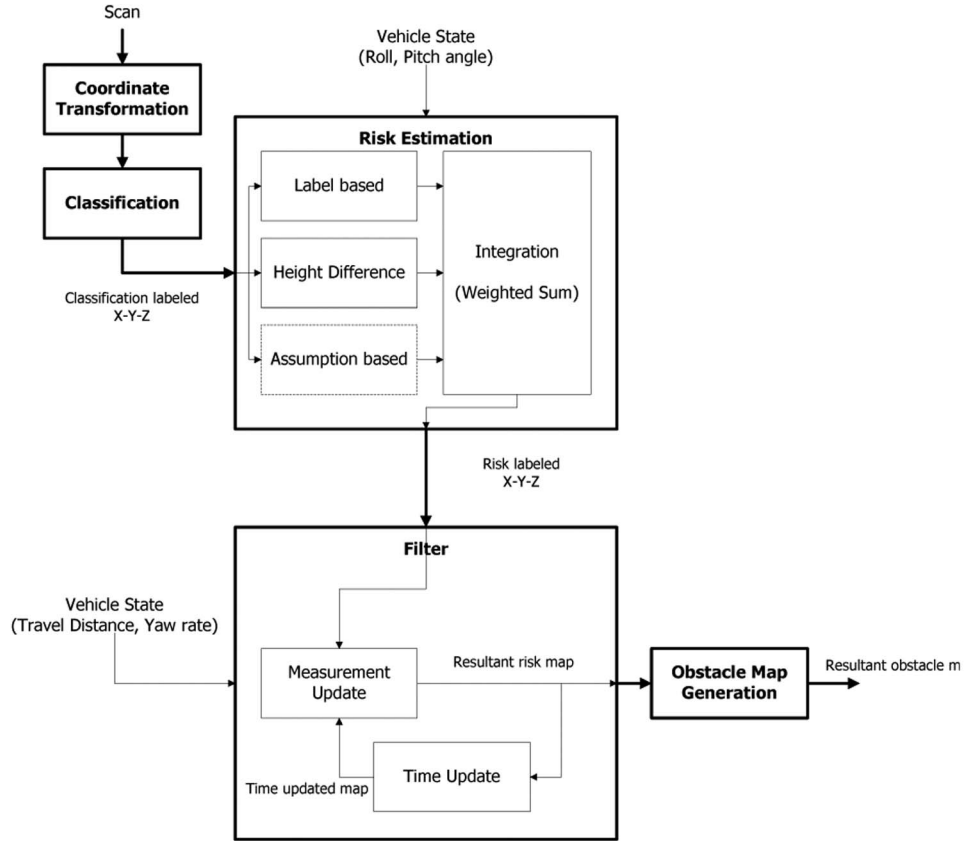 Scan
Coordinate
Transformation
Classification
Classification labeled
X-Y-Z
Vehicle State
(Roll, Pitch angle)
Risk Estimation
Label based
Height Difference
Assumption based
Integration
(Weighted Sum)
Risk labeled
X-Y-Z
Filter
Vehicle State
(Travel Distance, Yaw rate)
Measurement
Update
Resultant risk map
Time Update
Time updated map
Obstacle Map
Generation
Resultant obstacle m